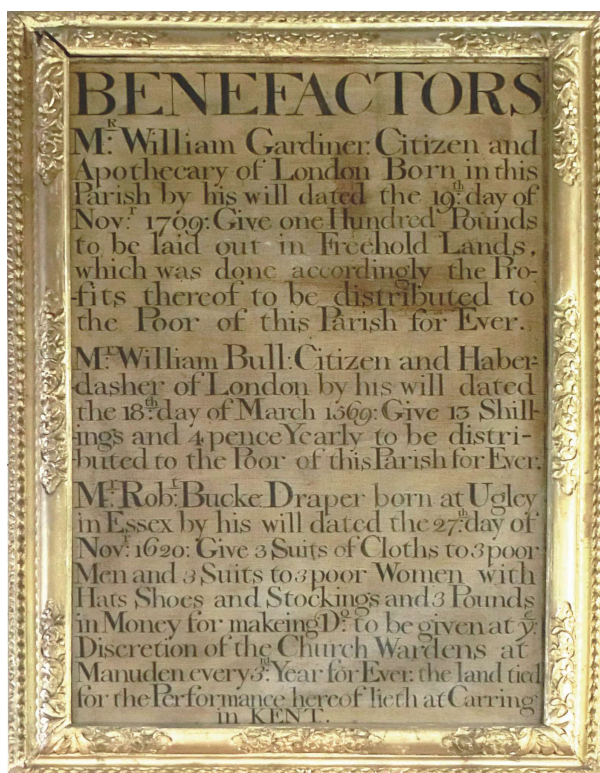 BENEFACTORS
Mr. William Gardiner: Citizen and
Apothecary of London Born in this
Parish by his will dated the 19th. day of
Novr. 1769: Give one Hundred Pounds
to be laid out in Freehold Lands,
which was done accordingly the Pro-
fits thereof to be distributed to
the Poor of this Parish for Ever.
Mr. William Bull: Citizen and Haber-
dasher of London by his will dated
the 18th. day of March 1569: Give 13 Shill-
ings and 4 pence Yearly to be distri-
buted to the Poor of this Parish for Ever.
Mr. Robt. Bucke Draper born at Ugley
in Essex by his will dated the 27th. day of
Novr. 1620: Give 3 Suits of Cloths to 3 poor
Men and 3 Suits to 3 poor Women with
Hats Shoes and Stockings and 3 Pounds
in Money for makeing Do. to be given at ye.
Discretion of the Church Wardens at
Manuden every 3rd. Year for Ever: the land tied
for the Performance hereof lieth at Carring
in KENT.